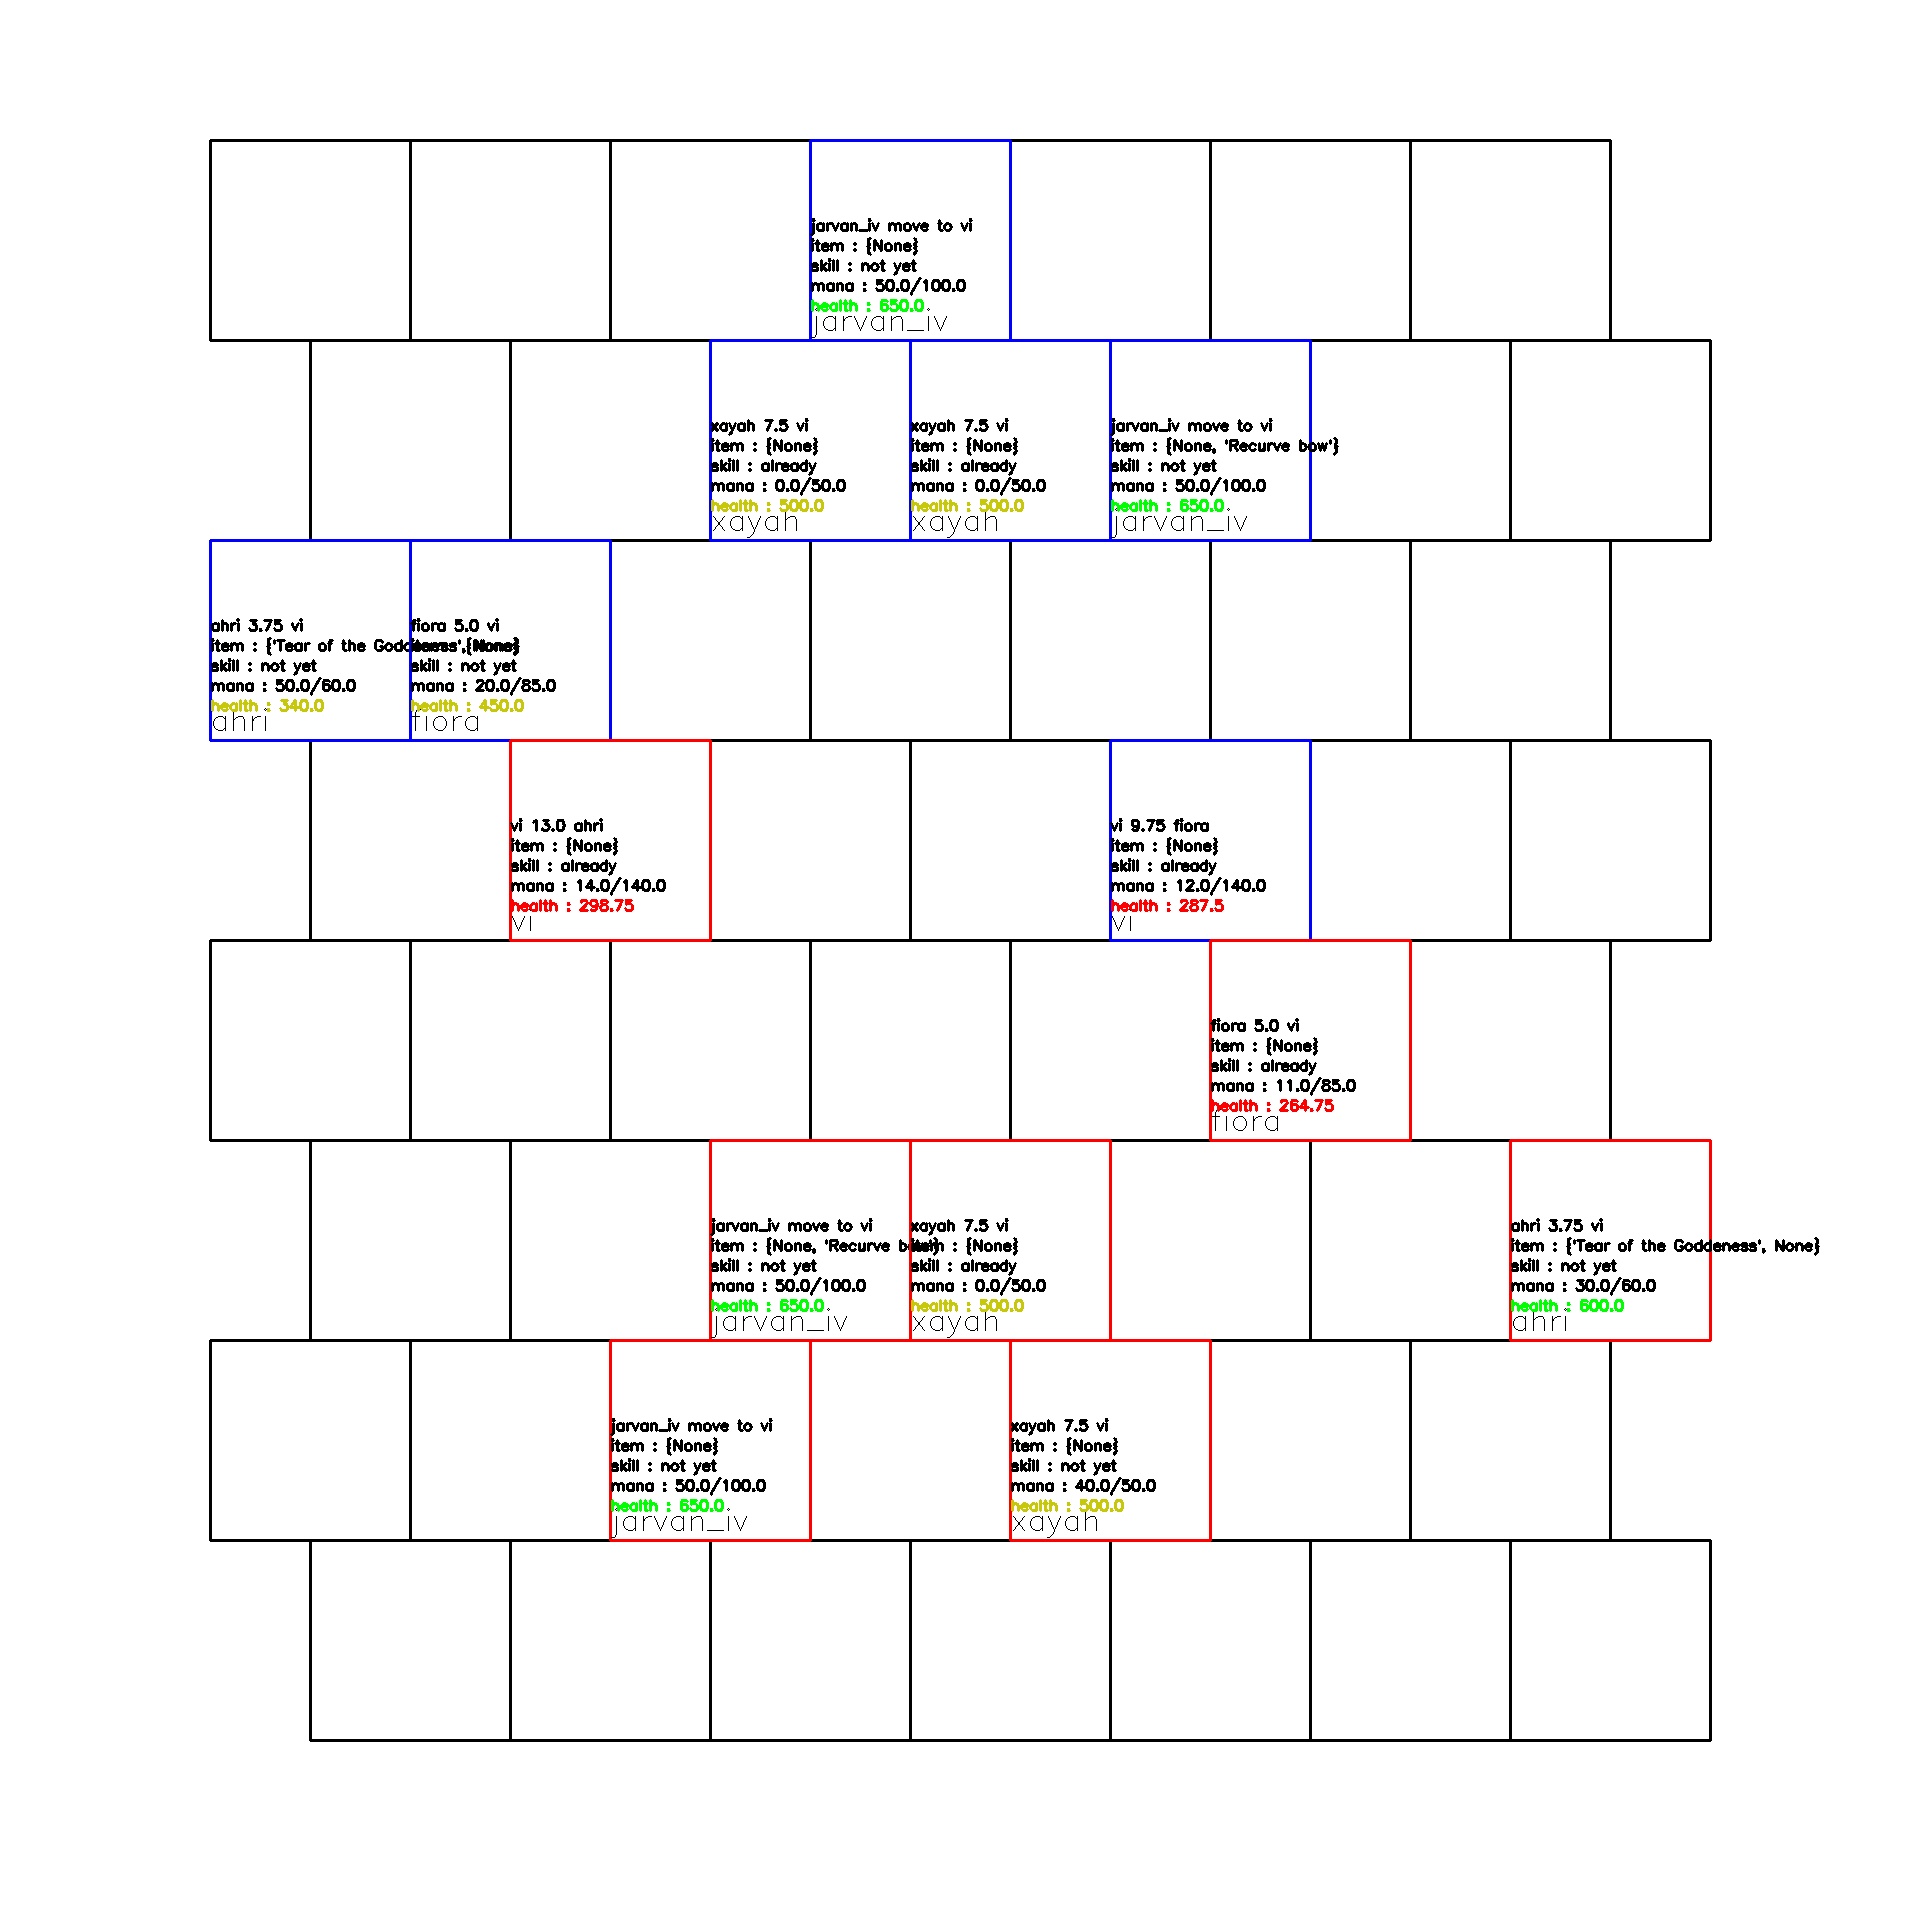 jarvan_iv move to vi
item : {None}
skill : not yet
mana : 50.0/100.0
health : 650.0
jarvan_iv
xayah 7.5 vi
item : {None}
skill : already
mana : 0.0/50.0
health : 500.0
xayah
xayah 7.5 vi
item : {None}
skill : already
mana : 0.0/50.0
health : 500.0
xayah
jarvan_iv move to vi
item : {None, 'Recurve bow'}
skill : not yet
mana : 50.0/100.0
health : 650.0
jarvan_iv
ahri 3.75 vi
item : {'Tear of the Goddeness', None}
skill : not yet
mana : 50.0/60.0
health : 340.0
ahri
fiora 5.0 vi
item : {None}
skill : not yet
mana : 20.0/85.0
health : 450.0
fiora
vi 13.0 ahri
item : {None}
skill : already
mana : 14.0/140.0
health : 298.75
vi
vi 9.75 fiora
item : {None}
skill : already
mana : 12.0/140.0
health : 287.5
vi
fiora 5.0 vi
item : {None}
skill : already
mana : 11.0/85.0
health : 264.75
fiora
jarvan_iv move to vi
item : {None, 'Recurve bow'}
skill : not yet
mana : 50.0/100.0
health : 650.0
jarvan_iv
xayah 7.5 vi
item : {None}
skill : already
mana : 0.0/50.0
health : 500.0
xayah
ahri 3.75 vi
item : {'Tear of the Goddeness', None}
skill : not yet
mana : 30.0/60.0
health : 600.0
ahri
jarvan_iv move to vi
item : {None}
skill : not yet
mana : 50.0/100.0
health : 650.0
jarvan_iv
xayah 7.5 vi
item : {None}
skill : not yet
mana : 40.0/50.0
health : 500.0
xayah